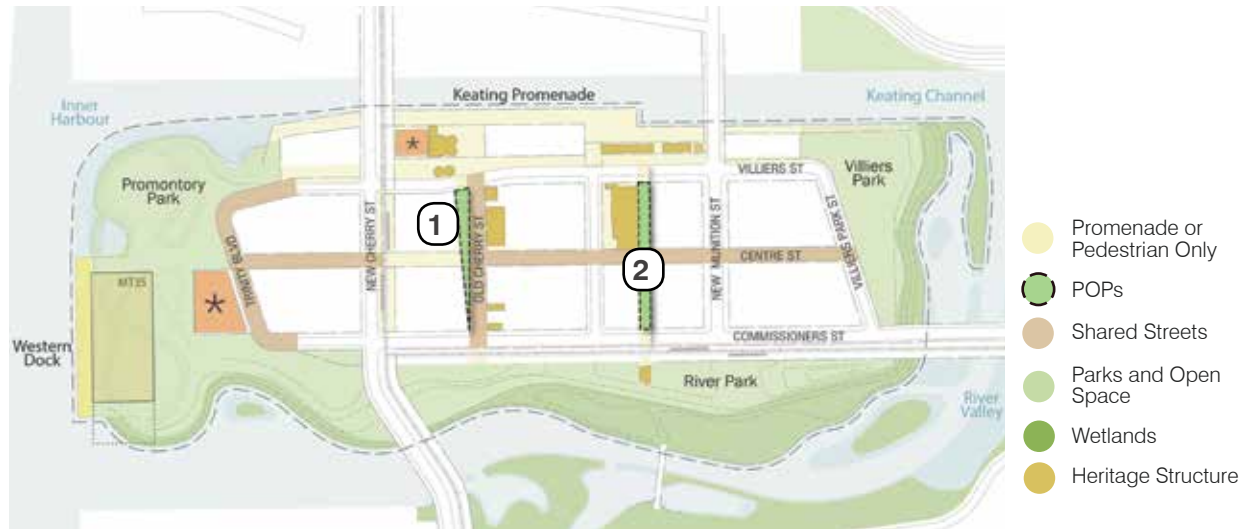 Keating Promenade
Keating Channel
Inner
Harbour
Promontory
Park
*
VILLIERS ST
Villiers
Park
1
2
TRINITY BLVD.
NEW CHERRY ST
OLD CHERRY ST
NEW MUNITION ST
CENTRE ST
VILLIERS PARK ST
MT35
*
Western
Dock
COMMISSIONERS ST
River Park
River
Valley
Promenade or
Pedestrian Only
POPs
Shared Streets
Parks and Open
Space
Wetlands
Heritage Structure